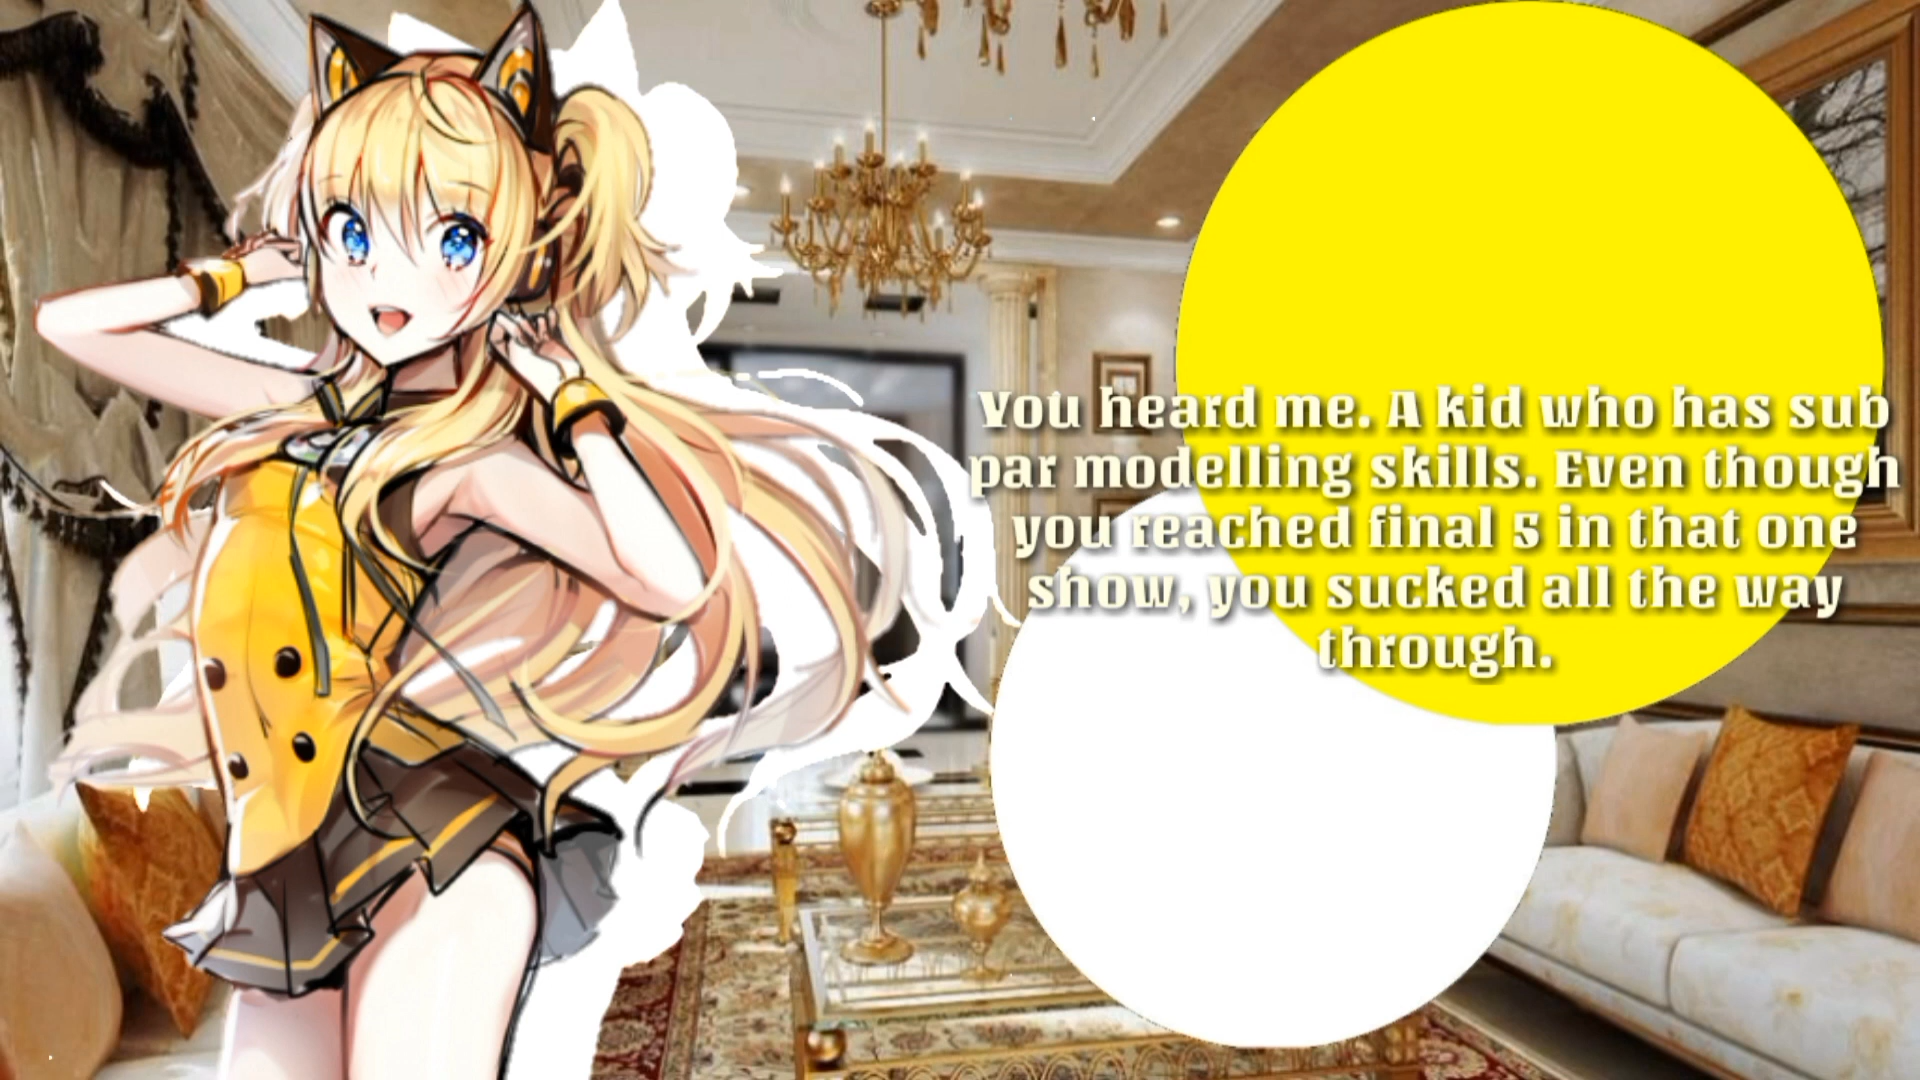 You heard me. A kid who has sub
par modelling skills. Even though
you reached final 5 in that one
show, you sucked all the way
through.